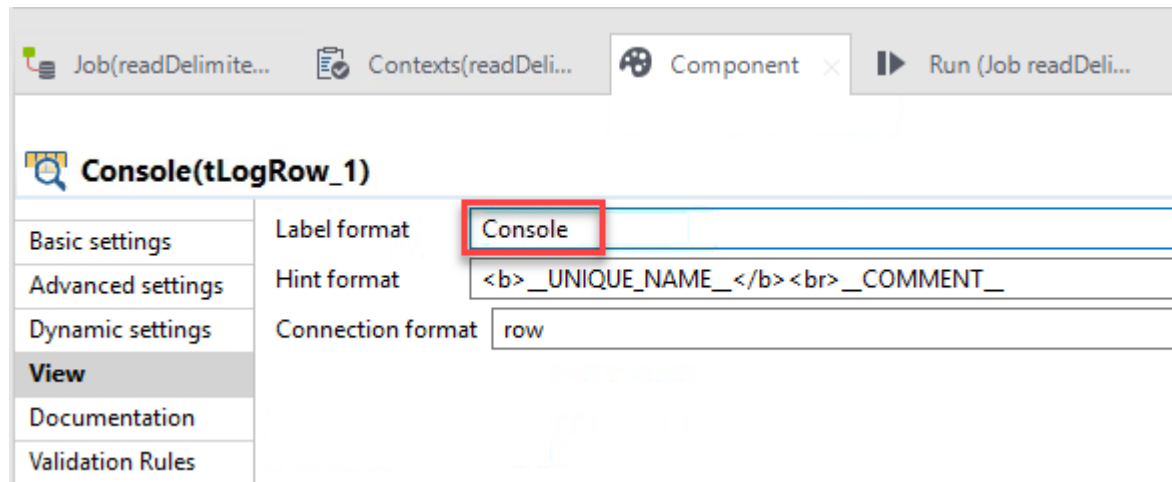 Job(readDelimite... Contexts(readDeli... Component Run (Job readDeli...
Console(tLogRow_1)
Basic settings
Advanced settings
Dynamic settings
View
Documentation
Validation Rules
Label format Console
Hint format <b>__UNIQUE_NAME__</b><br>__COMMENT__
Connection format row